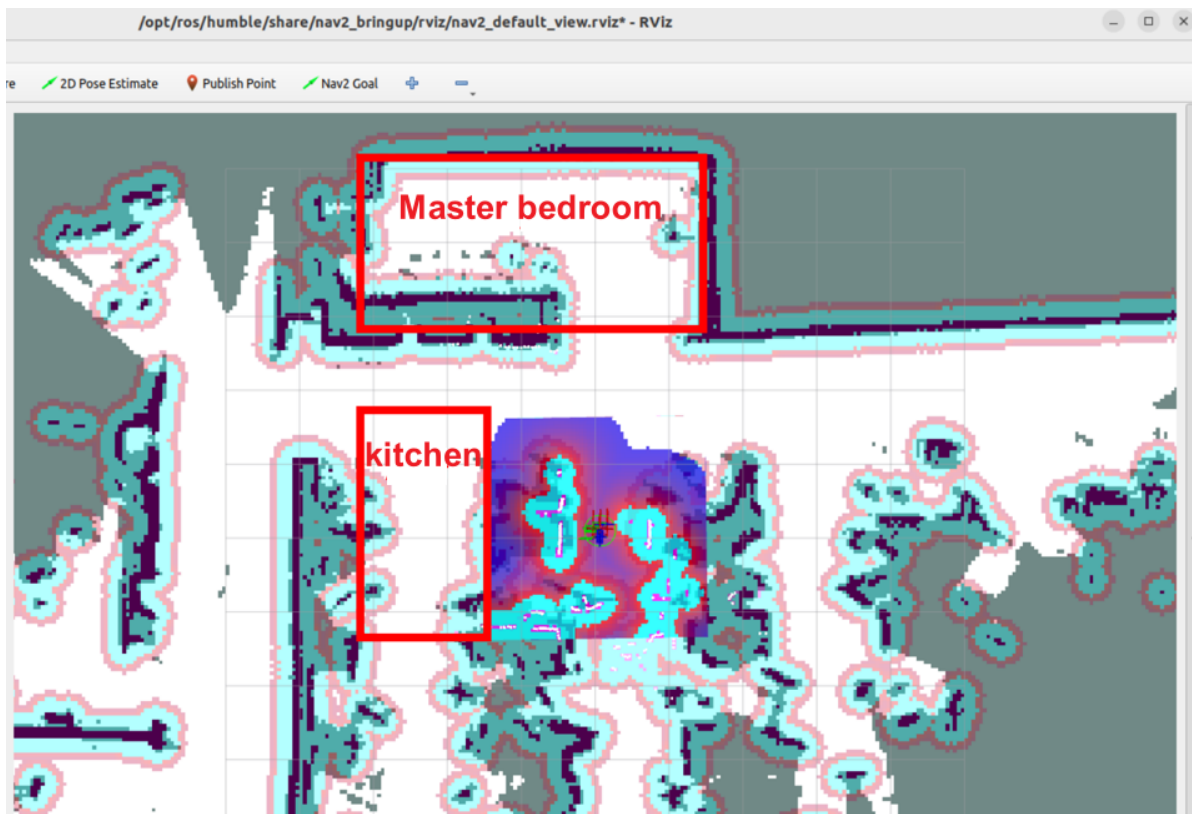 /opt/ros/humble/share/nav2_bringup/rviz/nav2_default_view.rviz* - RViz
re 2D Pose Estimate Publish Point Nav2 Goal
Master bedroom
kitchen